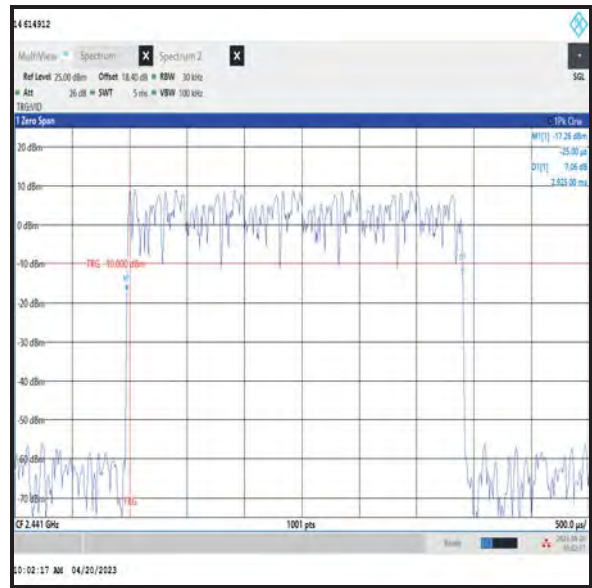 14 614912
MultiView Spectrum X Spectrum 2 X
Ref Level 25.00 dBm Offset 18.40 dB RBW 30 kHz SGL
Att 26 dB SWT 5 ms VBW 100 kHz
TRG:VID
1 Zero Span 1Pk Clrw
M1[1] -17.26 dBm
-25.00 µs
D1[1] 7.06 dB
2.925 00 ms
20 dBm
10 dBm
0 dBm
TRG -10.000 dBm
-10 dBm
M1
-20 dBm
-30 dBm
-40 dBm
-50 dBm
-60 dBm
-70 dBm
TRG
CF 2.441 GHz 1001 pts 500.0 µs/
Ready
10:02:17 AM 04/20/2023